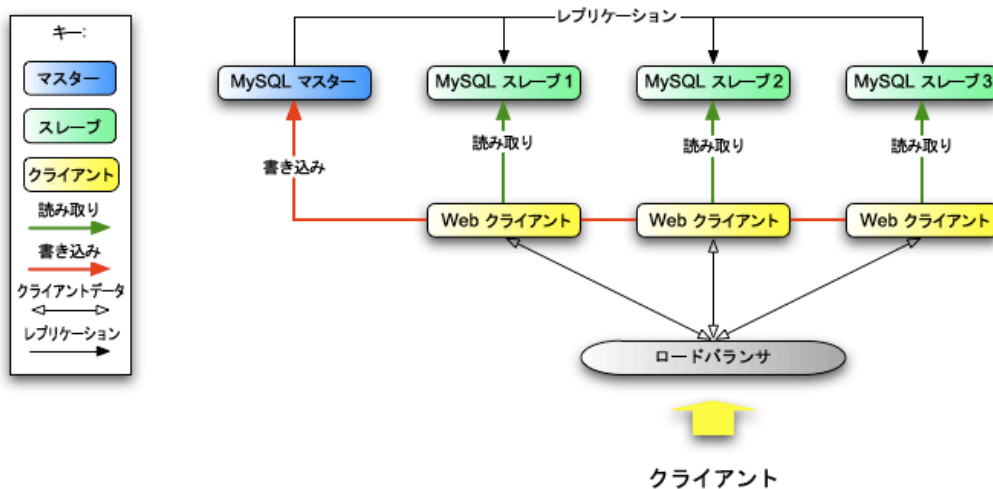 キー:
マスター
スレーブ
クライアント
読み取り
書き込み
クライアントデータ
レプリケーション
レプリケーション
MySQL マスター
MySQL スレーブ 1
MySQL スレーブ 2
MySQL スレーブ 3
書き込み
読み取り
読み取り
読み取り
Web クライアント
Web クライアント
Web クライアント
ロードバランサ
クライアント